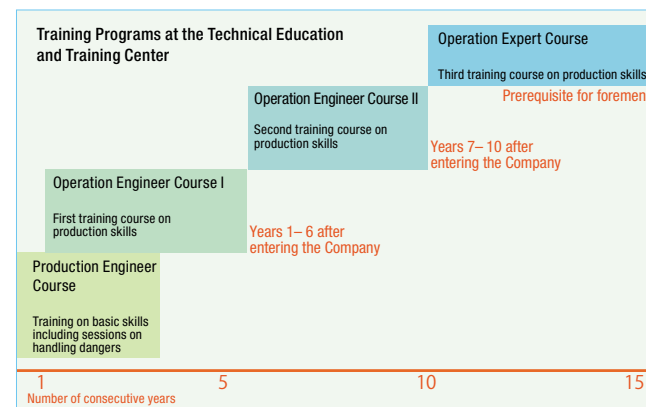 Training Programs at the Technical Education
and Training Center
Operation Expert Course
Third training course on production skills
Prerequisite for foremen
Operation Engineer Course II
Second training course on
production skills
Years 7– 10 after
entering the Company
Operation Engineer Course I
First training course on
production skills
Years 1– 6 after
entering the Company
Production Engineer
Course
Training on basic skills
including sessions on
handling dangers
1 5 10 15
Number of consecutive years